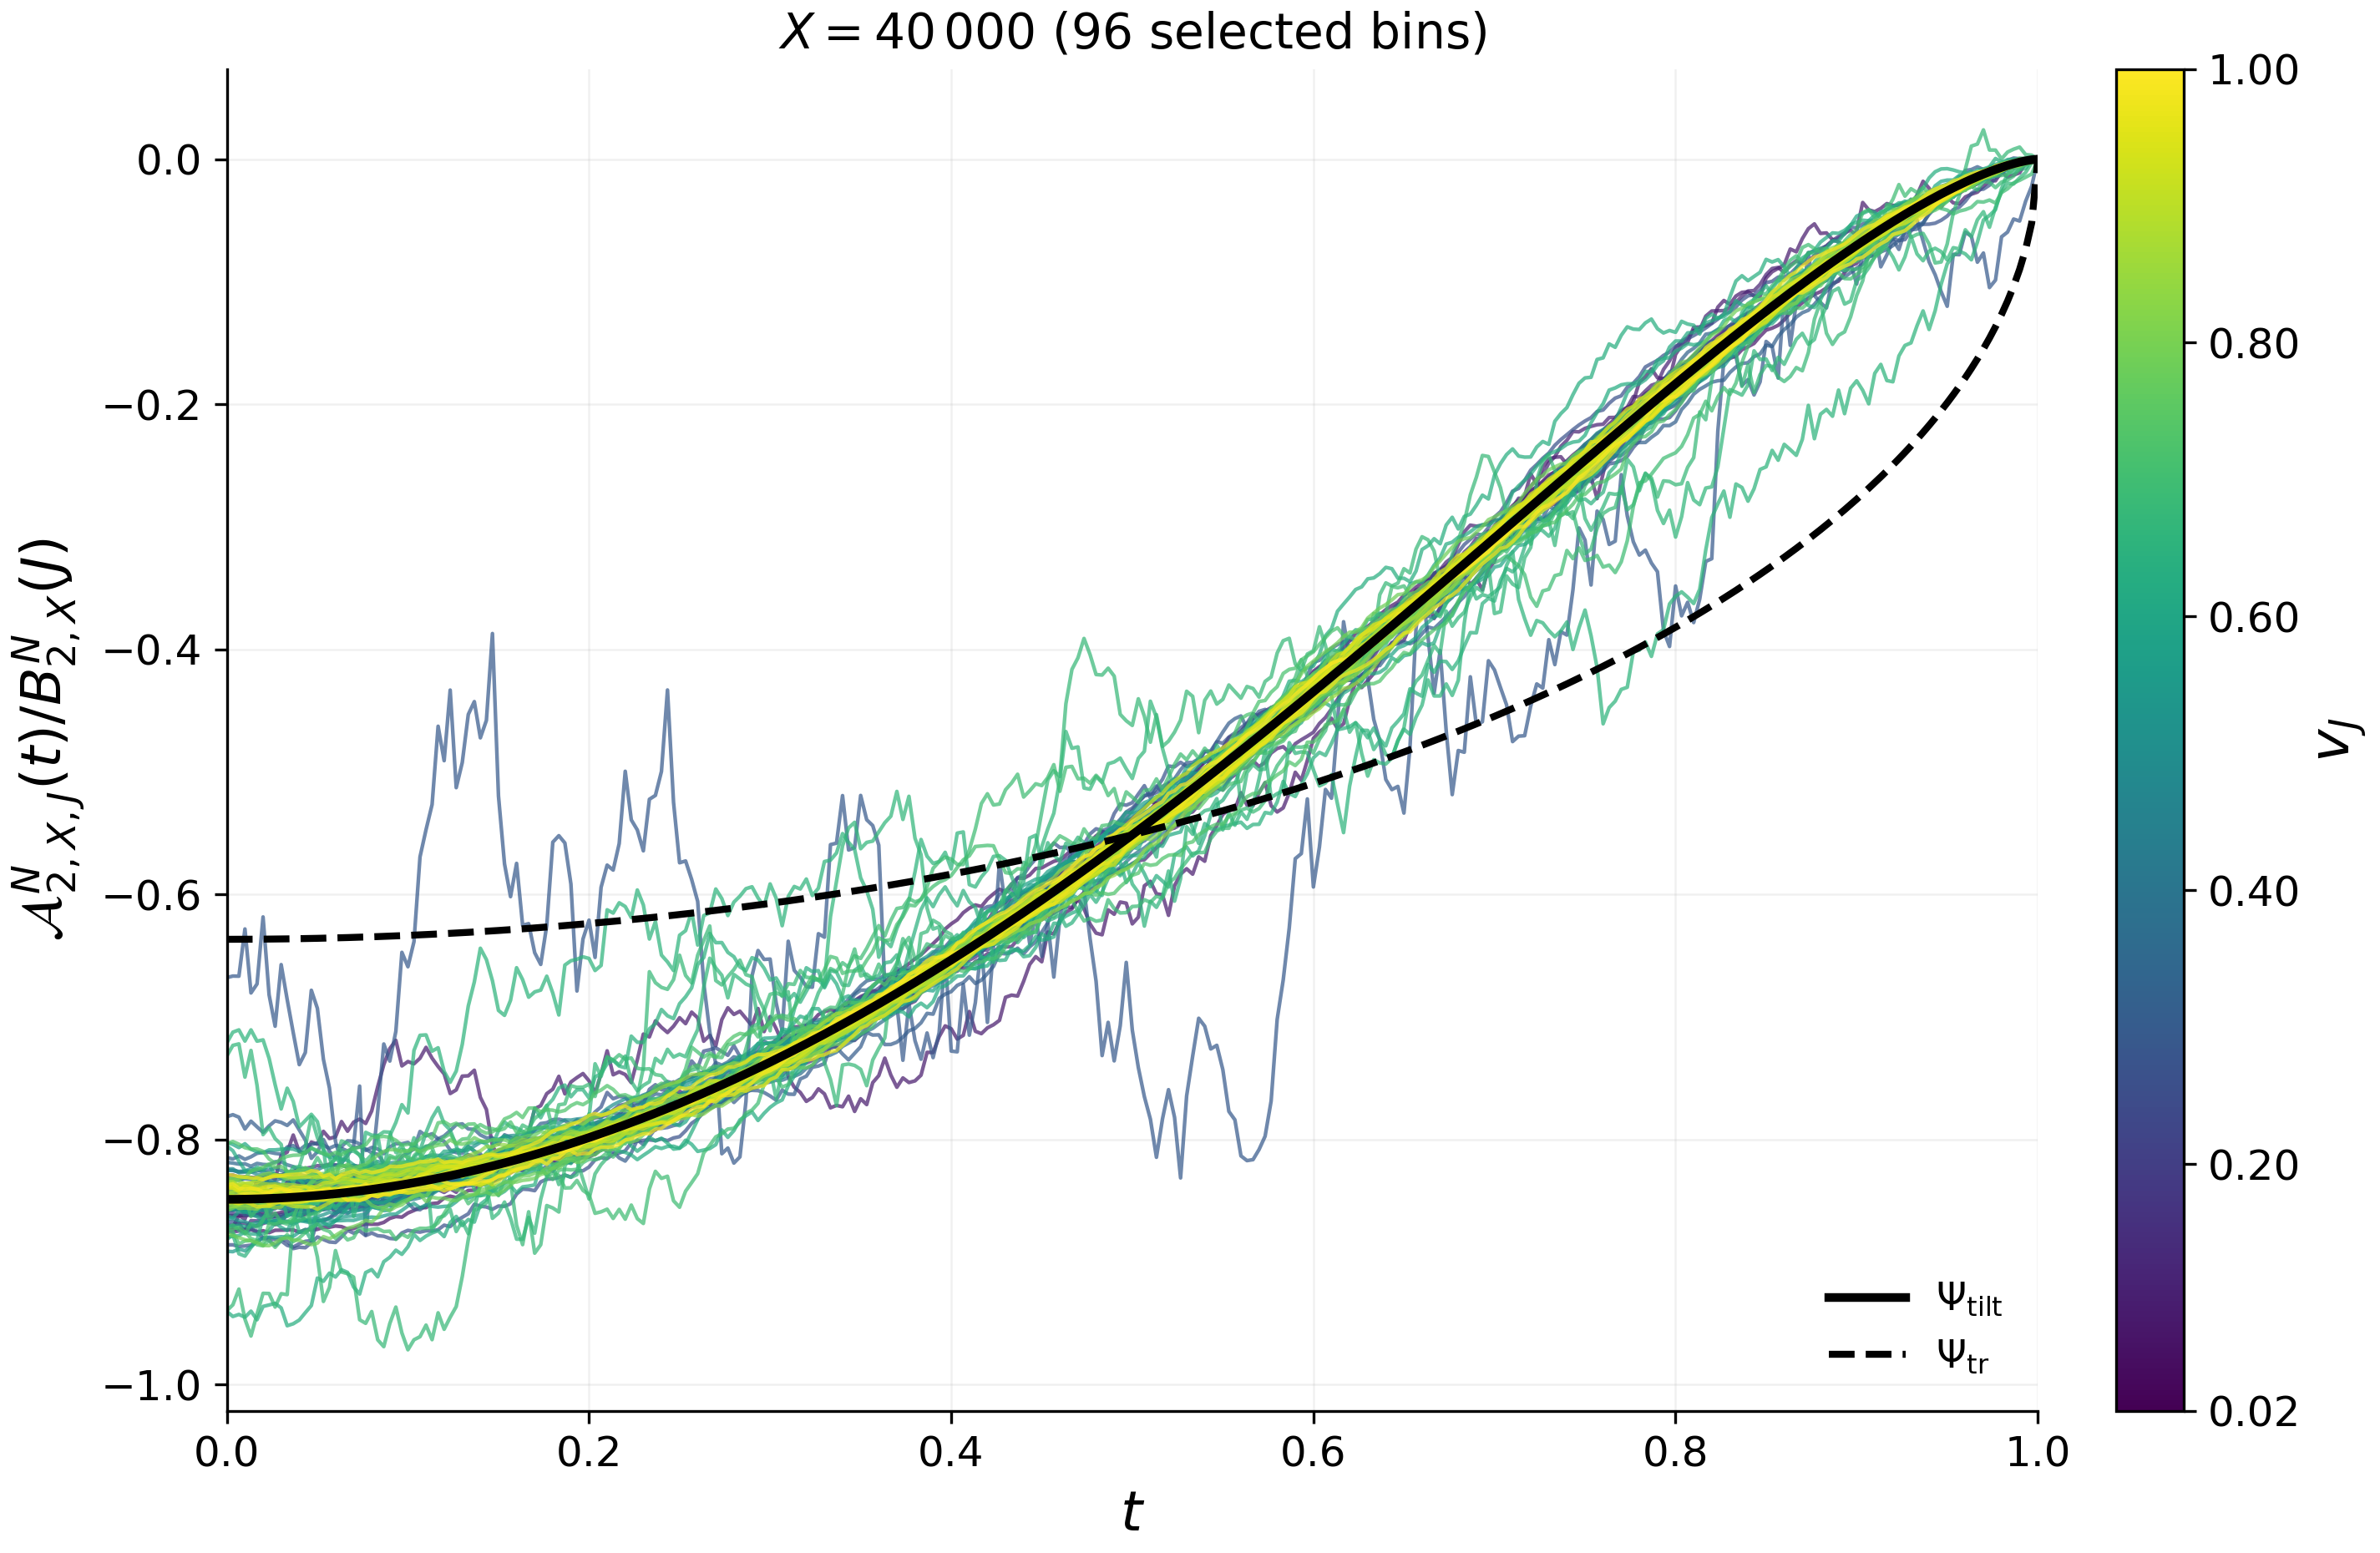 X = 40 000 (96 selected bins)
𝒜^N_{2,x,J}(t)/B^N_{2,x}(J)
0.0
−0.2
−0.4
−0.6
−0.8
−1.0
0.0 0.2 0.4 0.6 0.8 1.0
t
Ψ_tilt
Ψ_tr
1.00
0.80
0.60
0.40
0.20
0.02
v_J